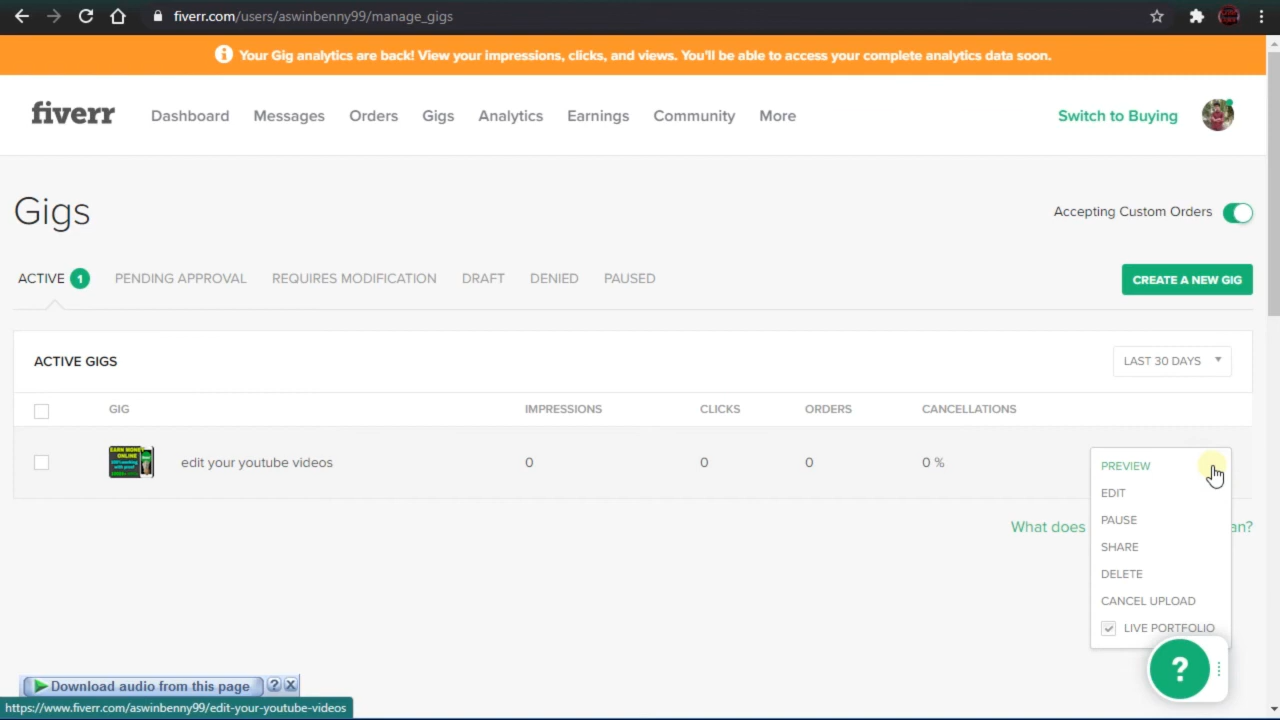 fiverr.com/users/aswinbenny99/manage_gigs
Your Gig analytics are back! View your impressions, clicks, and views. You'll be able to access your complete analytics data soon.
fiverr Dashboard Messages Orders Gigs Analytics Earnings Community More Switch to Buying
Gigs
Accepting Custom Orders
ACTIVE 1 PENDING APPROVAL REQUIRES MODIFICATION DRAFT DENIED PAUSED
CREATE A NEW GIG
ACTIVE GIGS
LAST 30 DAYS
GIG IMPRESSIONS CLICKS ORDERS CANCELLATIONS
EARN MONEY
ONLINE
edit your youtube videos 0 0 0 0 %
PREVIEW
EDIT
PAUSE
What does an?
SHARE
DELETE
CANCEL UPLOAD
LIVE PORTFOLIO
?
Download audio from this page ? X
https://www.fiverr.com/aswinbenny99/edit-your-youtube-videos